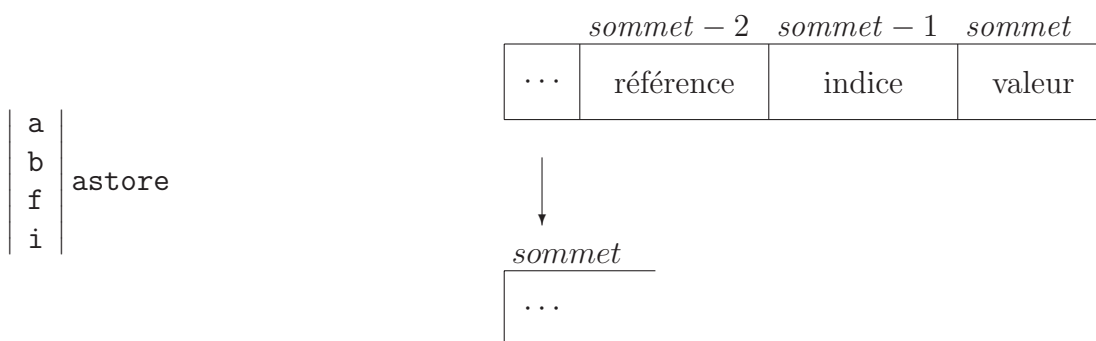 sommet − 2 sommet − 1 sommet
··· référence indice valeur
a
b
f
i
astore
sommet
···